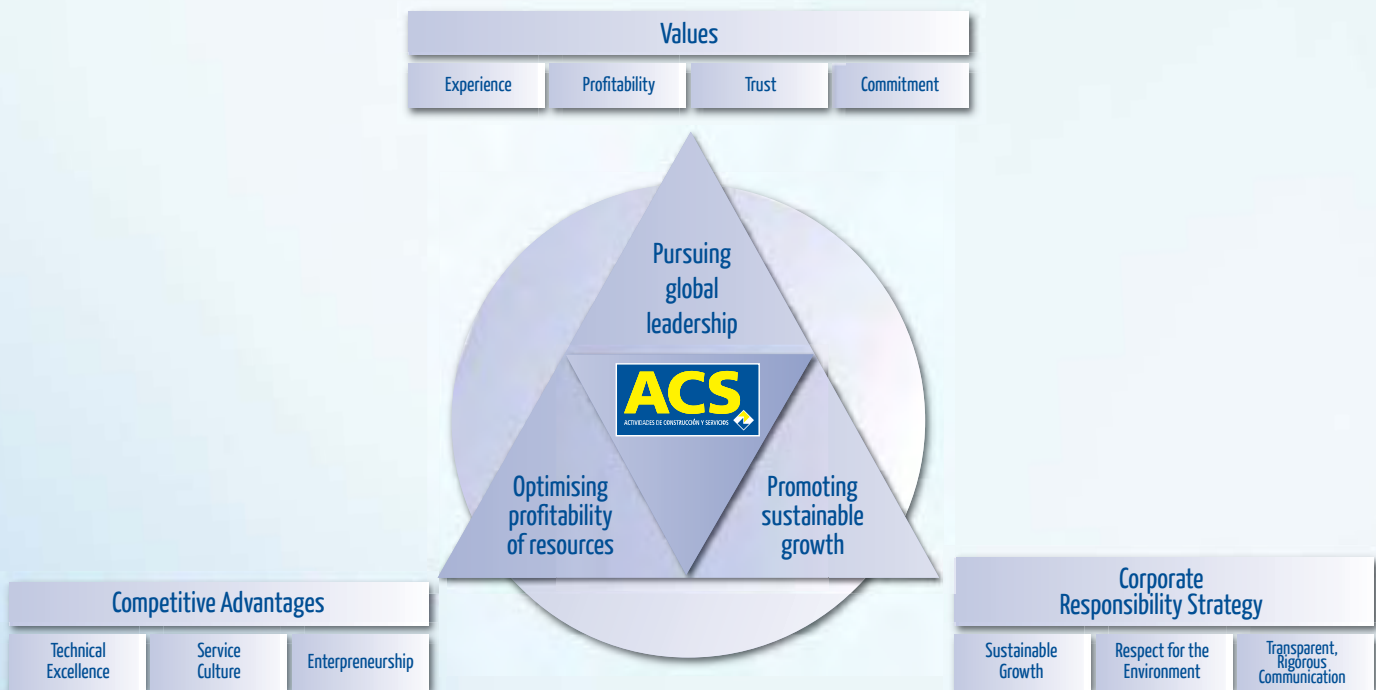 Values
Experience
Profitability
Trust
Commitment
Pursuing
global
leadership
ACS
ACTIVIDADES DE CONSTRUCCIÓN Y SERVICIOS
Optimising
profitability
of resources
Promoting
sustainable
growth
Competitive Advantages
Technical
Excellence
Service
Culture
Enterpreneurship
Corporate
Responsibility Strategy
Sustainable
Growth
Respect for the
Environment
Transparent,
Rigorous
Communication